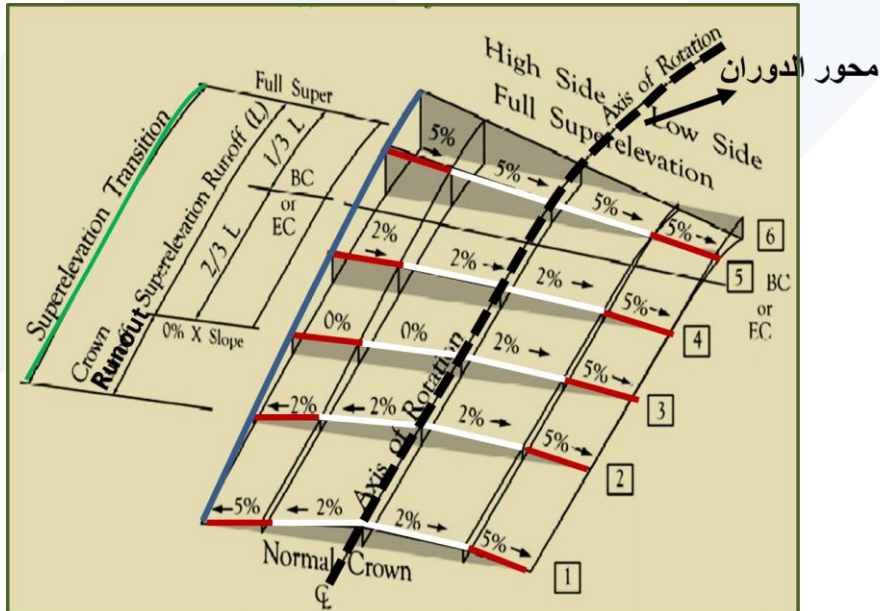 High Side
Full Superelevation
Low Side
Axis of Rotation
محور الدوران
Full Super
Superelevation Transition
Superelevation Runoff (L)
1/3 L
2/3 L
BC
or
EC
Crown
Runout
0% X Slope
5% 5% 5% 5% 6
5 BC
or
EC
2% 2% 2% 5% 4
0% 0% 2% 5% 3
2% 2% 2% 5% 2
Axis of Rotation
5% 2% 2% 5% 1
Normal Crown
℄